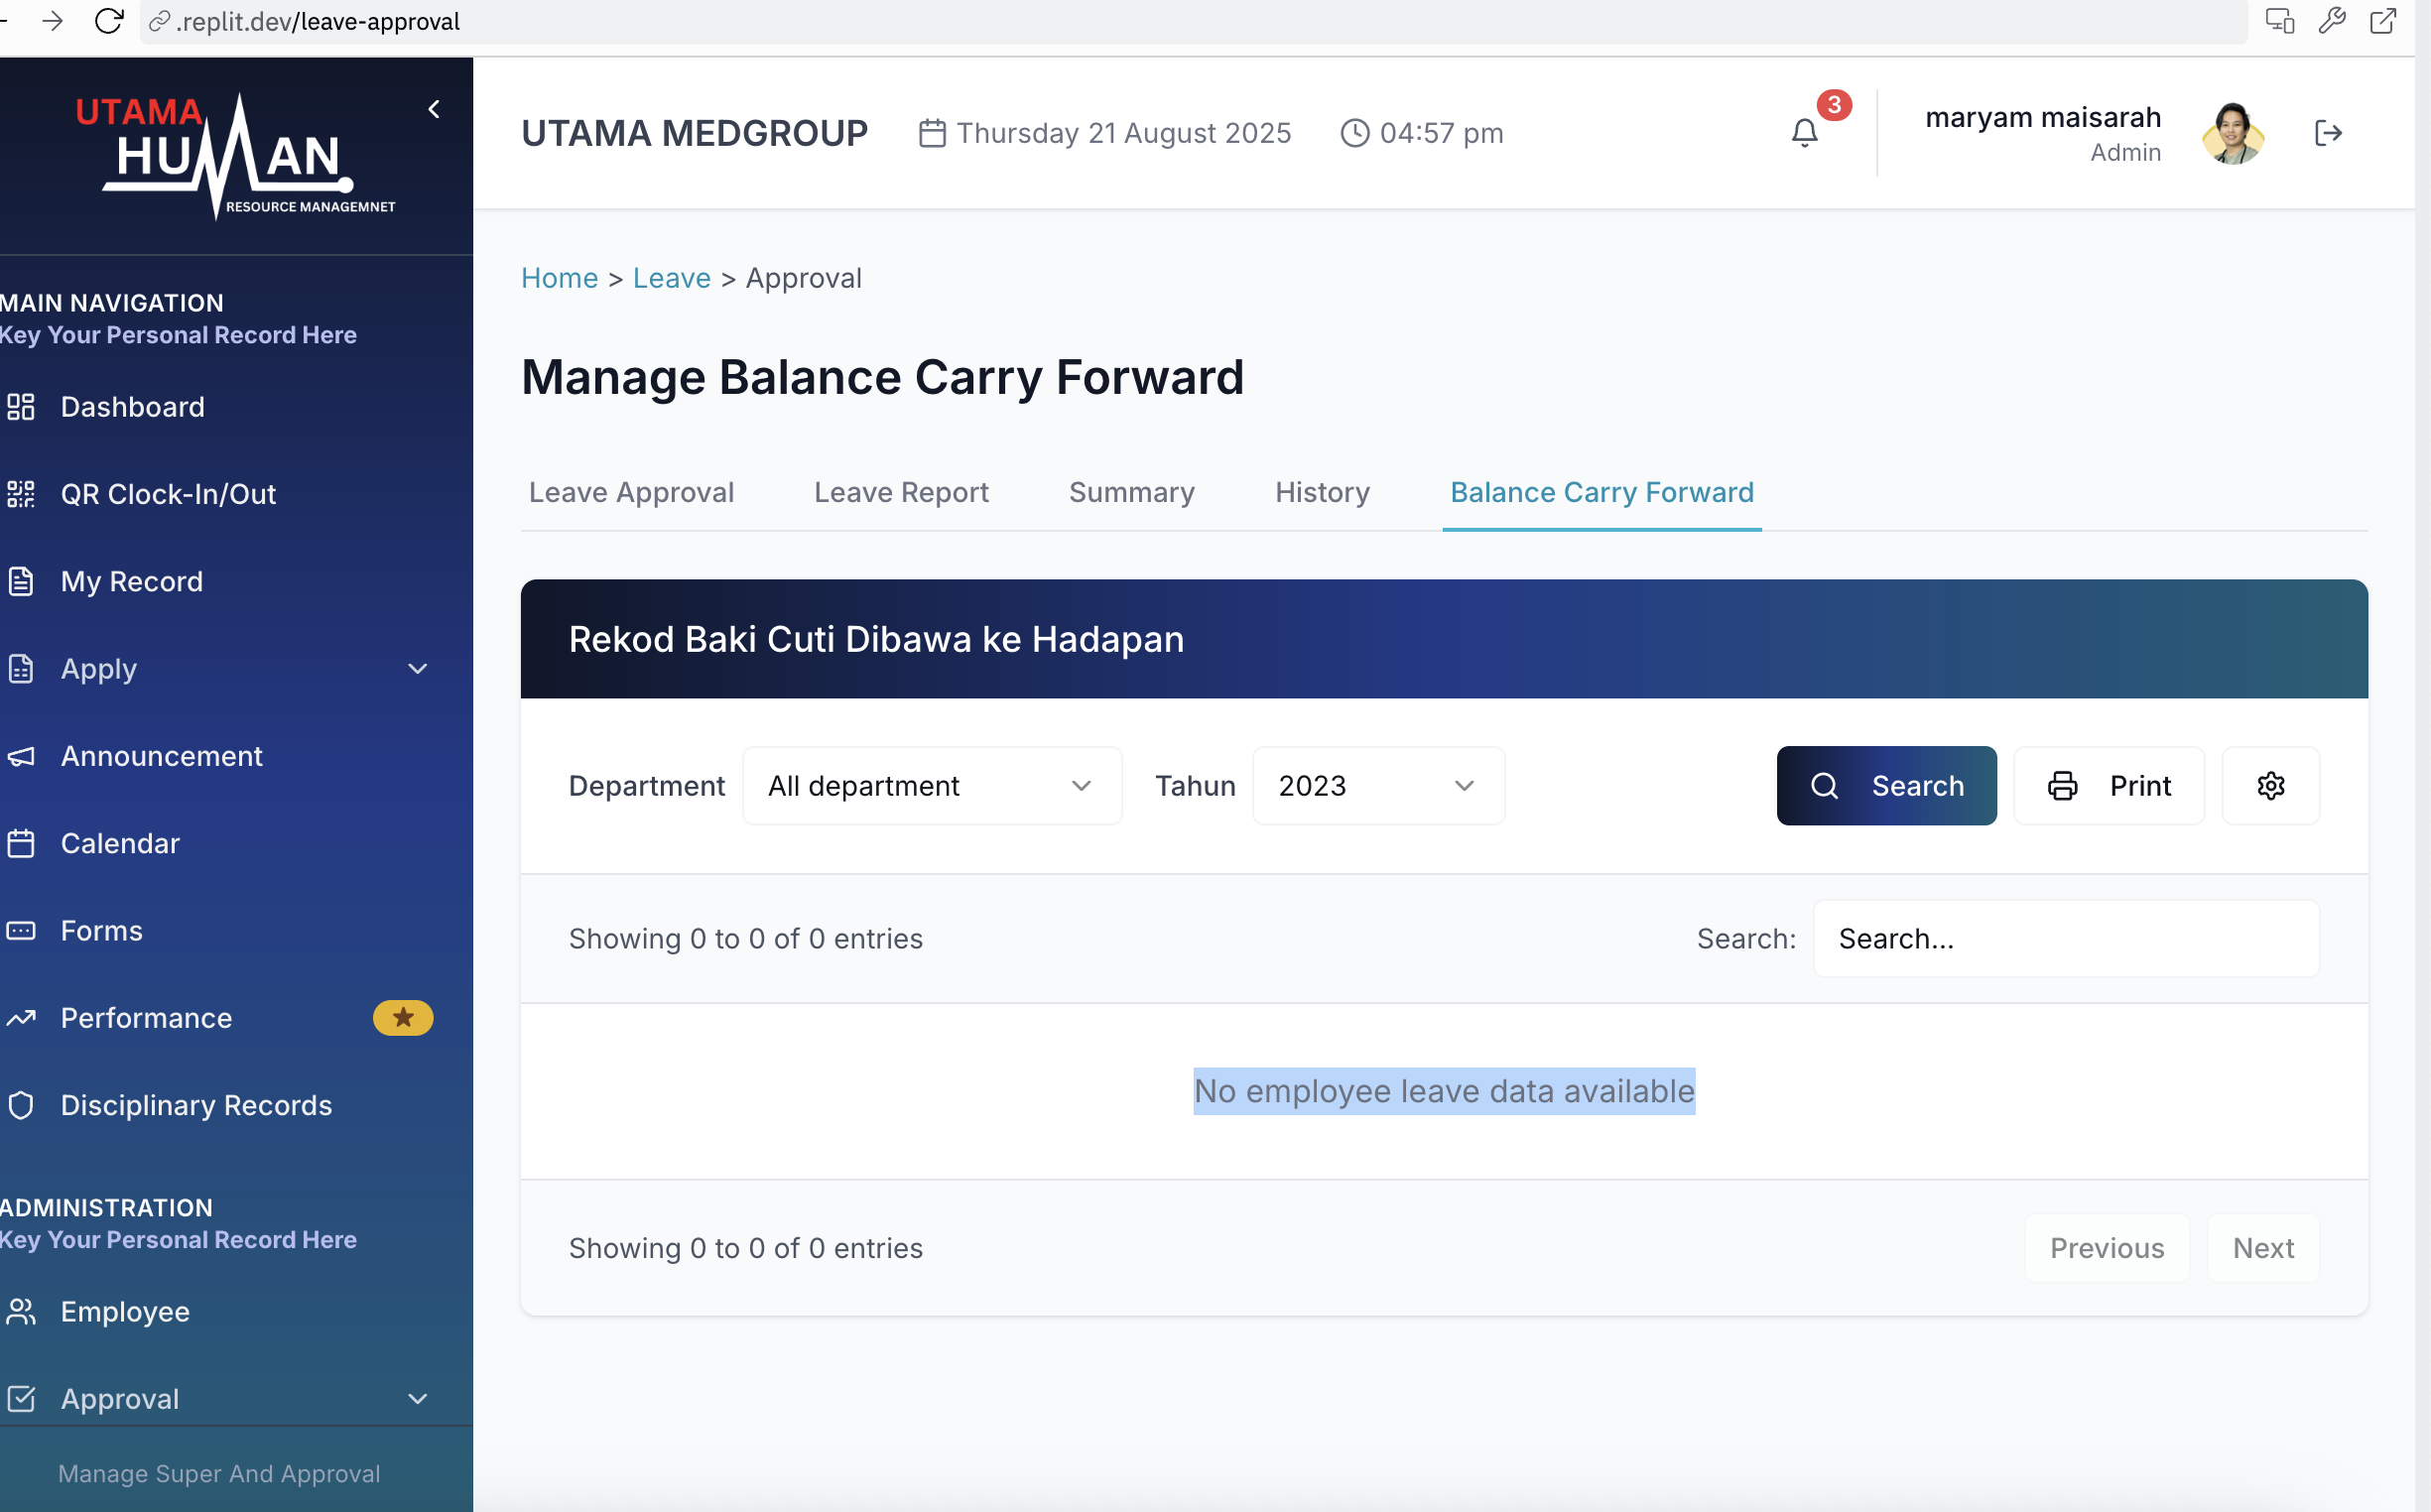 .replit.dev/leave-approval
UTAMA
HUMAN
RESOURCE MANAGEMNET
UTAMA MEDGROUP
Thursday 21 August 2025
04:57 pm
3
maryam maisarah
Admin
MAIN NAVIGATION
Key Your Personal Record Here
Dashboard
QR Clock-In/Out
My Record
Apply
Announcement
Calendar
Forms
Performance
Disciplinary Records
ADMINISTRATION
Key Your Personal Record Here
Employee
Approval
Manage Super And Approval
Home > Leave > Approval
Manage Balance Carry Forward
Leave Approval
Leave Report
Summary
History
Balance Carry Forward
Rekod Baki Cuti Dibawa ke Hadapan
Department
All department
Tahun
2023
Search
Print
Showing 0 to 0 of 0 entries
Search:
Search...
No employee leave data available
Showing 0 to 0 of 0 entries
Previous
Next